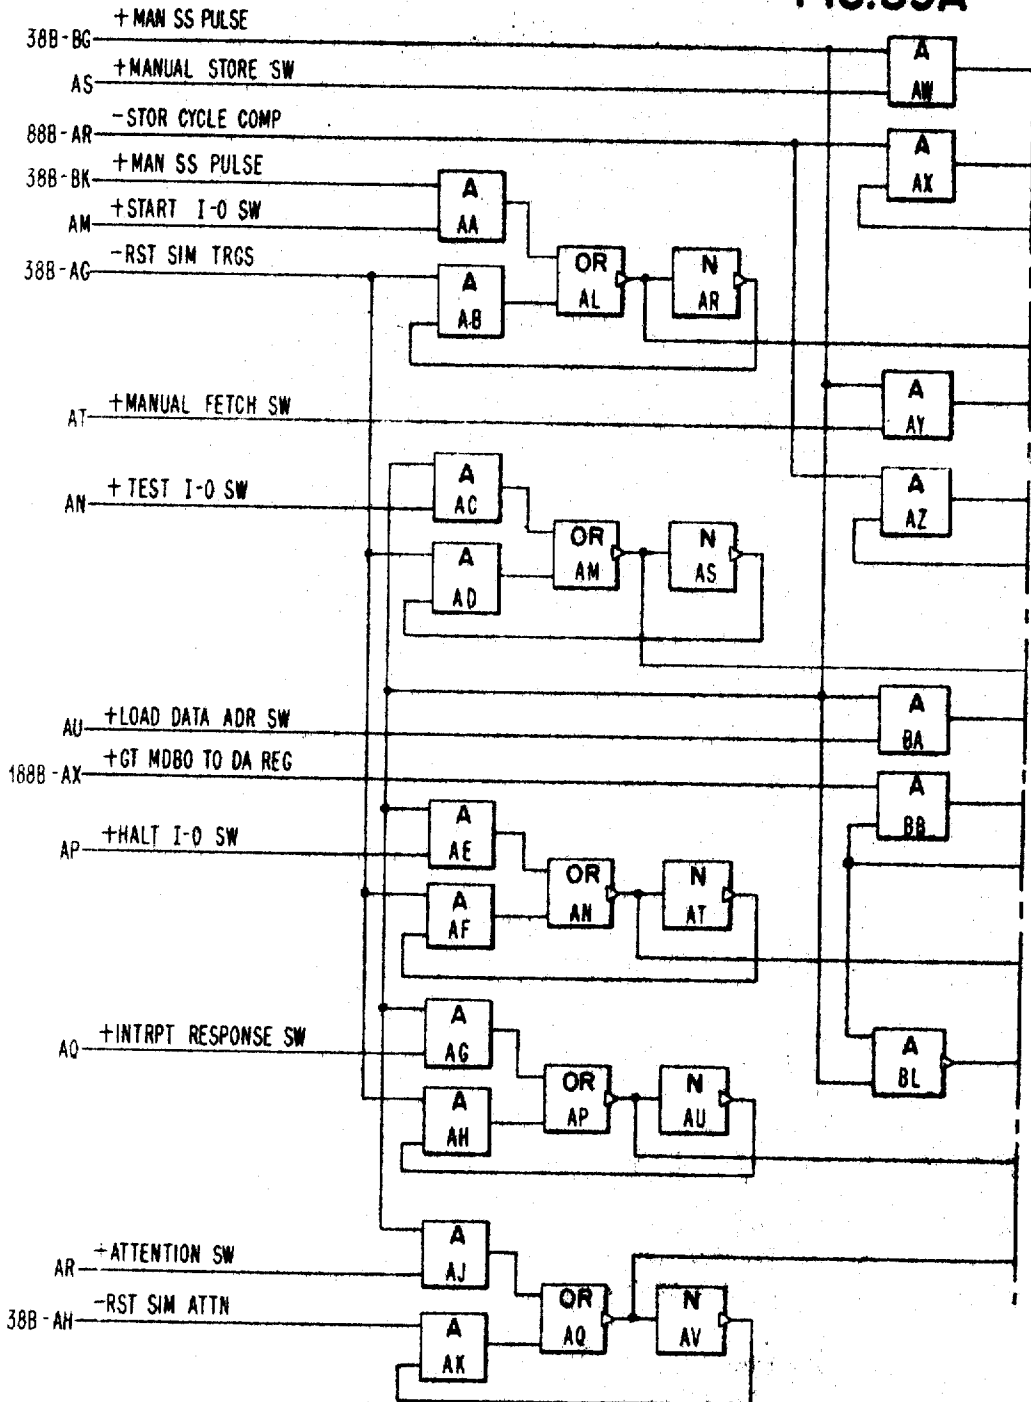 FIG.39A
+MAN SS PULSE
38B-BG
+MANUAL STORE SW
AS
-STOR CYCLE COMP
88B-AR
+MAN SS PULSE
38B-BK
+START I-O SW
AM
-RST SIM TRGS
38B-AG
A
AW
A
AX
A
AA
A
AB
OR
AL
N
AR
+MANUAL FETCH SW
AT
A
AY
+TEST I-O SW
AN
A
AC
A
AD
OR
AM
N
AS
A
AZ
+LOAD DATA ADR SW
AU
A
BA
+GT MDBO TO DA REG
188B-AX
A
BB
+HALT I-O SW
AP
A
AE
A
AF
OR
AN
N
AT
+INTRPT RESPONSE SW
AQ
A
AG
A
AH
OR
AP
N
AU
A
BL
+ATTENTION SW
AR
A
AJ
-RST SIM ATTN
38B-AH
A
AK
OR
AQ
N
AV